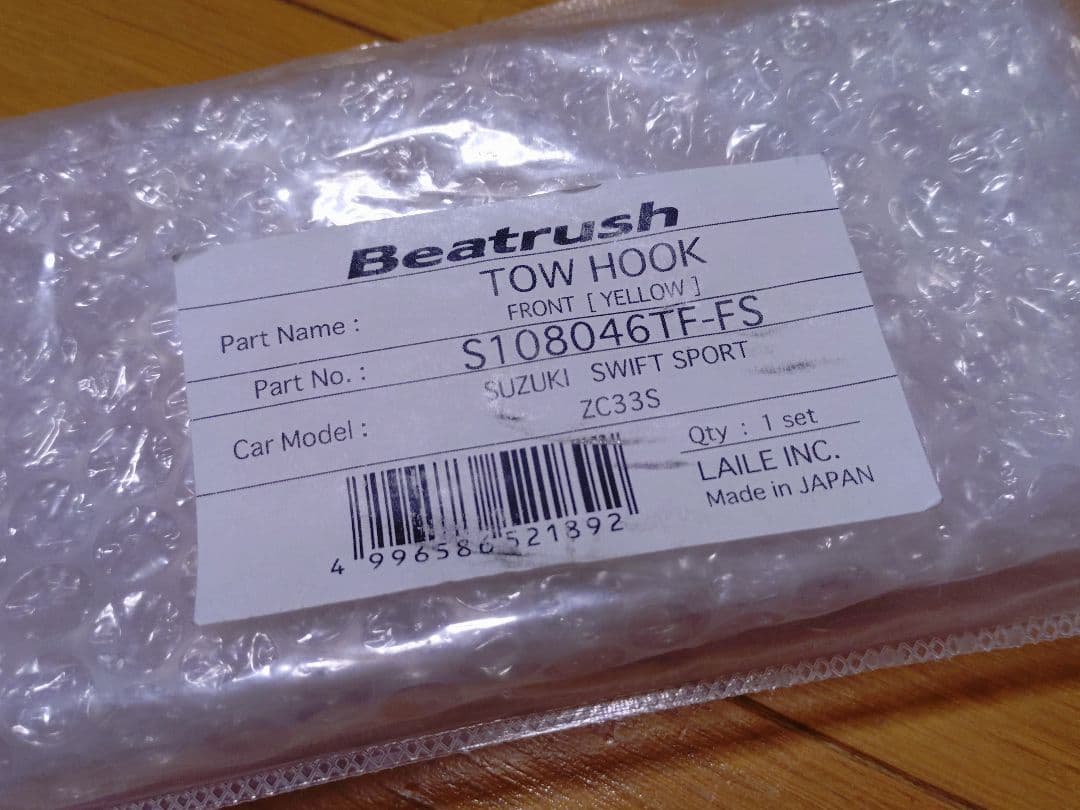 Beatrush
Part Name : TOW HOOK
FRONT [ YELLOW ]
Part No. : S108046TF-FS
Car Model : SUZUKI SWIFT SPORT
ZC33S
Qty : 1 set
LAILE INC.
Made in JAPAN
4 996586 521892